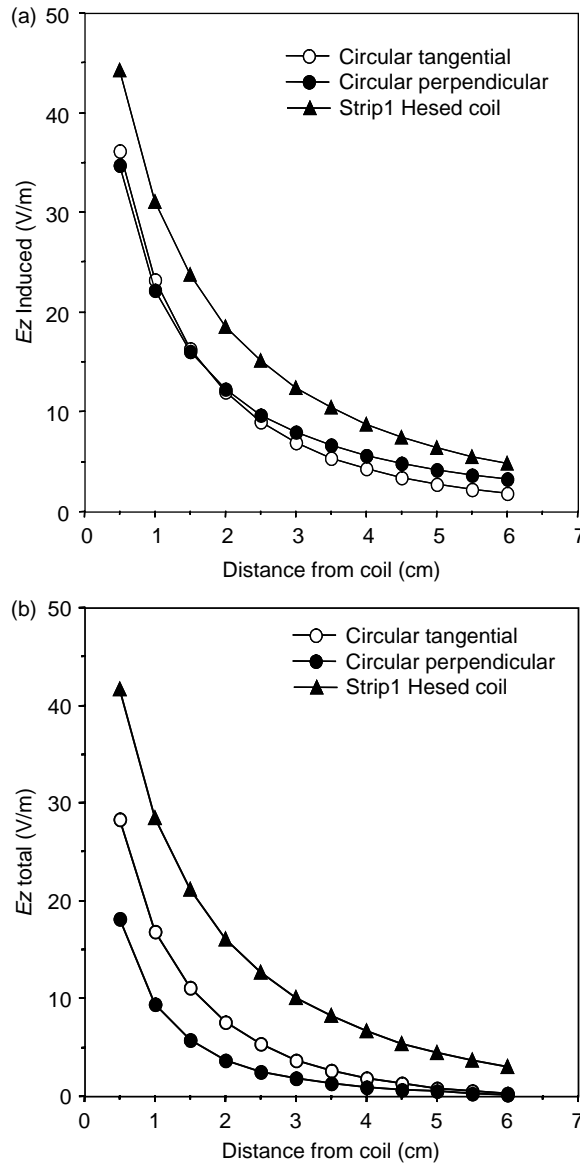 (a)
50
40
30
20
10
0
Ez Induced (V/m)
Circular tangential
Circular perpendicular
Strip1 Hesed coil
0 1 2 3 4 5 6 7
Distance from coil (cm)
(b)
50
40
30
20
10
0
Ez total (V/m)
Circular tangential
Circular perpendicular
Strip1 Hesed coil
0 1 2 3 4 5 6 7
Distance from coil (cm)